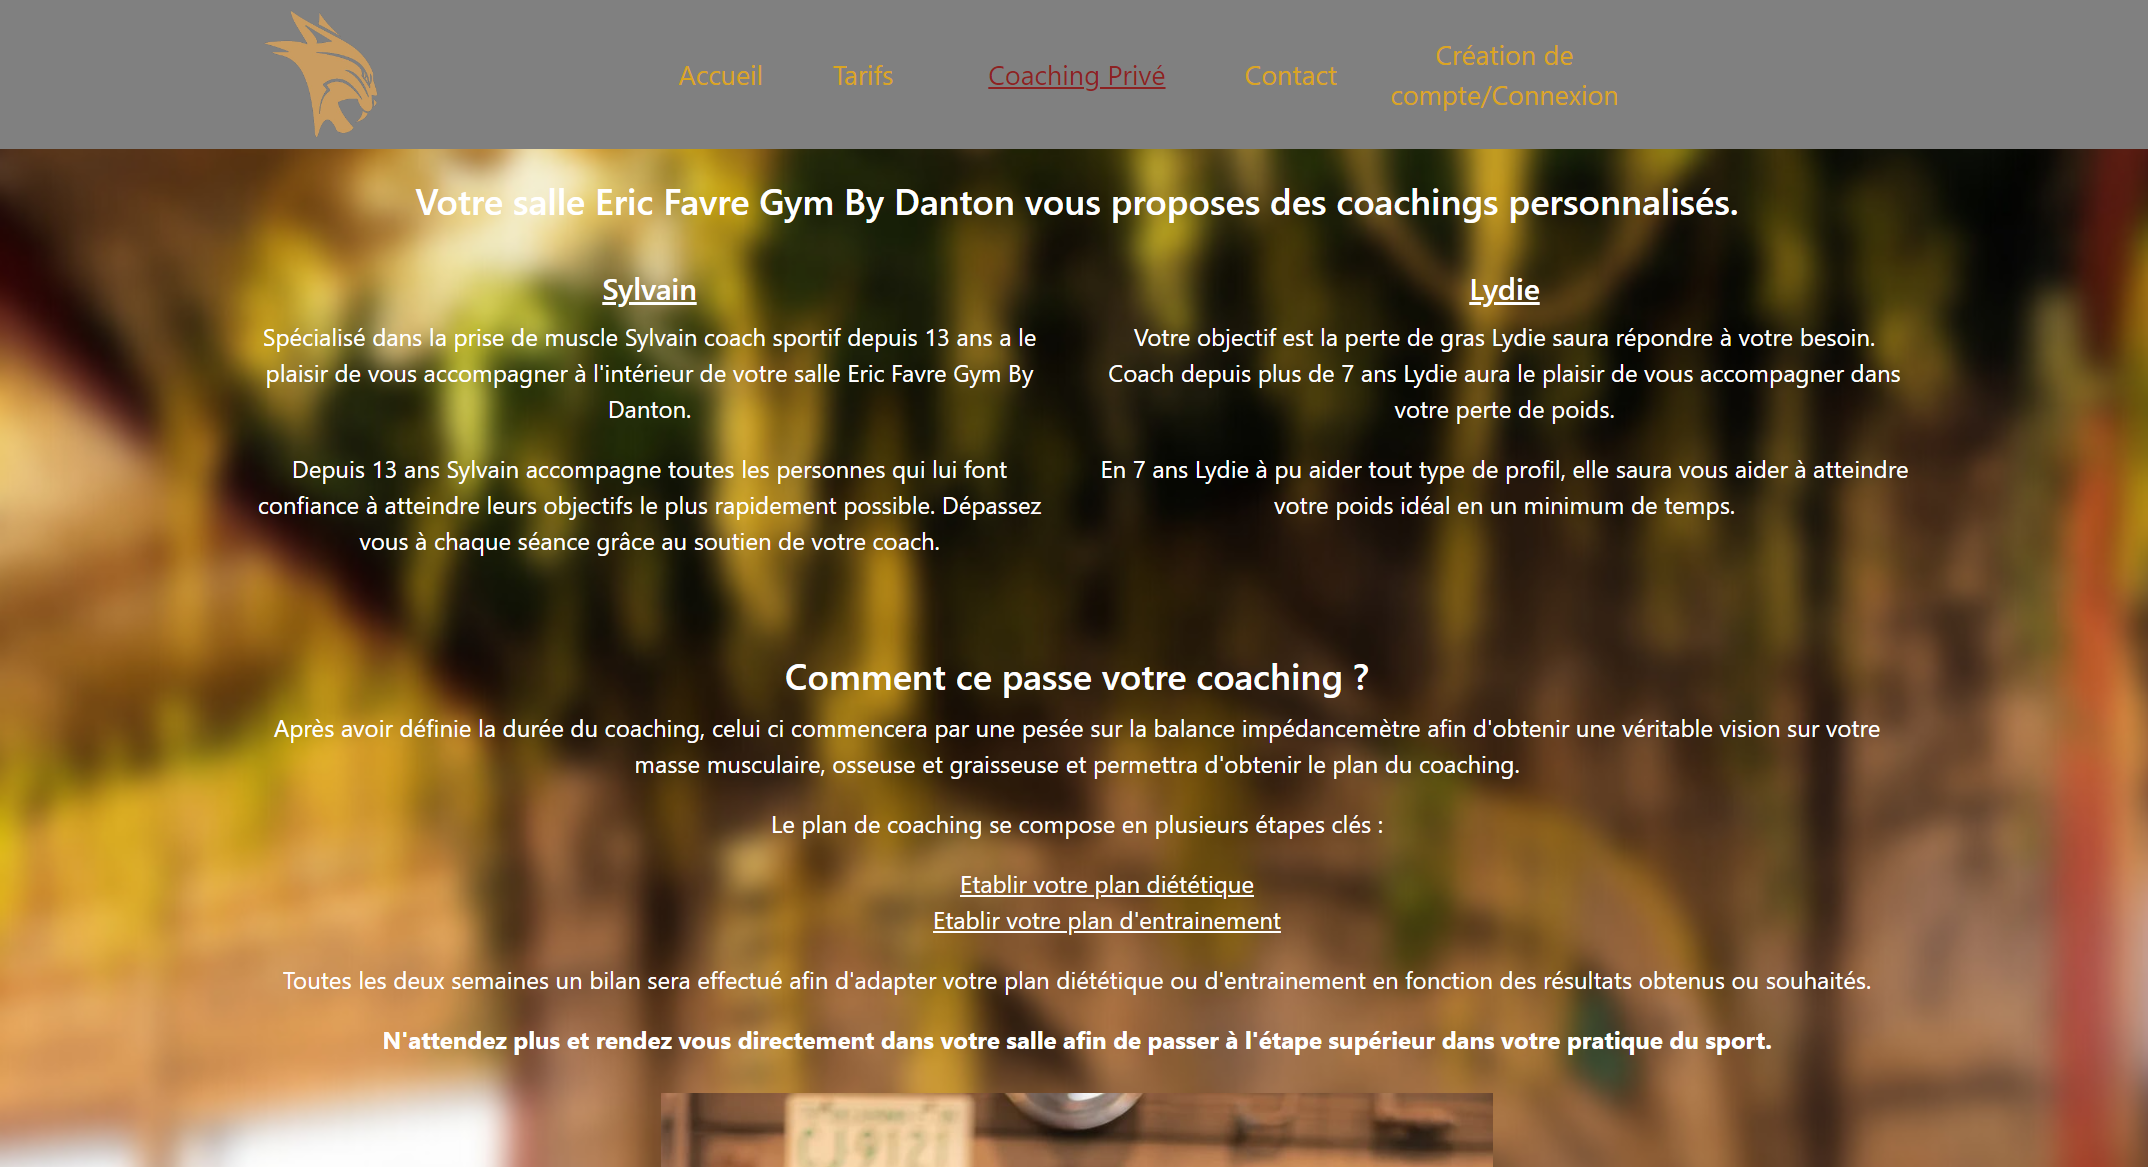 Accueil
Tarifs
Coaching Privé
Contact
Création de
compte/Connexion
Votre salle Eric Favre Gym By Danton vous proposes des coachings personnalisés.
Sylvain
Spécialisé dans la prise de muscle Sylvain coach sportif depuis 13 ans a le
plaisir de vous accompagner à l'intérieur de votre salle Eric Favre Gym By
Danton.
Depuis 13 ans Sylvain accompagne toutes les personnes qui lui font
confiance à atteindre leurs objectifs le plus rapidement possible. Dépassez
vous à chaque séance grâce au soutien de votre coach.
Lydie
Votre objectif est la perte de gras Lydie saura répondre à votre besoin.
Coach depuis plus de 7 ans Lydie aura le plaisir de vous accompagner dans
votre perte de poids.
En 7 ans Lydie à pu aider tout type de profil, elle saura vous aider à atteindre
votre poids idéal en un minimum de temps.
Comment ce passe votre coaching ?
Après avoir définie la durée du coaching, celui ci commencera par une pesée sur la balance impédancemètre afin d'obtenir une véritable vision sur votre
masse musculaire, osseuse et graisseuse et permettra d'obtenir le plan du coaching.
Le plan de coaching se compose en plusieurs étapes clés :
Etablir votre plan diététique
Etablir votre plan d'entrainement
Toutes les deux semaines un bilan sera effectué afin d'adapter votre plan diététique ou d'entrainement en fonction des résultats obtenus ou souhaités.
N'attendez plus et rendez vous directement dans votre salle afin de passer à l'étape supérieur dans votre pratique du sport.